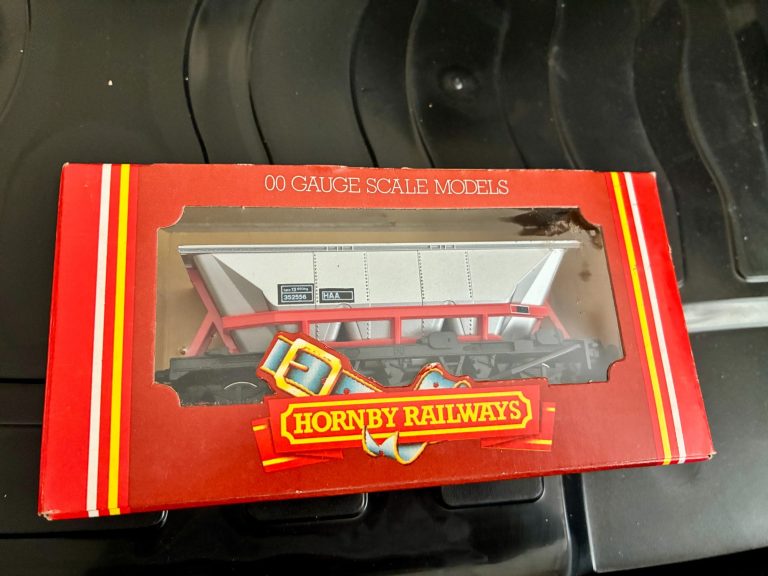 00 GAUGE SCALE MODELS
352556
HAA
HORNBY RAILWAYS